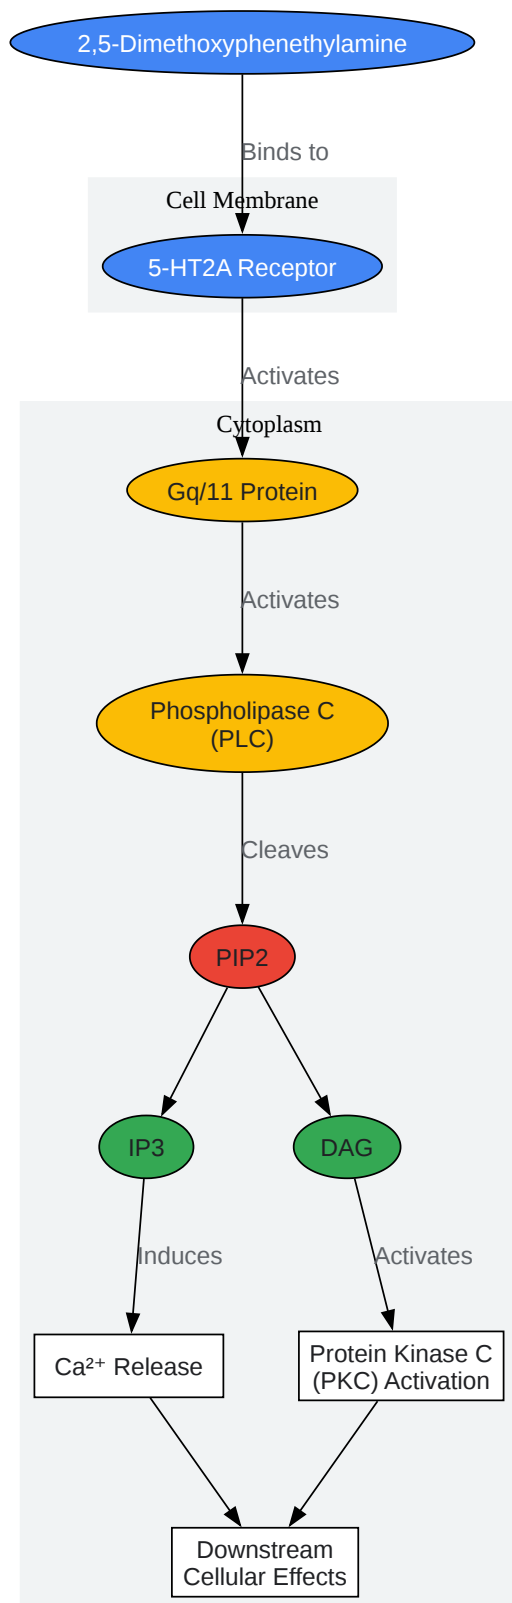 2,5-Dimethoxyphenethylamine
Binds to
Cell Membrane
5-HT2A Receptor
Activates
Cytoplasm
Gq/11 Protein
Activates
Phospholipase C
(PLC)
Cleaves
PIP2
IP3
DAG
Induces
Activates
Ca²⁺ Release
Protein Kinase C
(PKC) Activation
Downstream
Cellular Effects